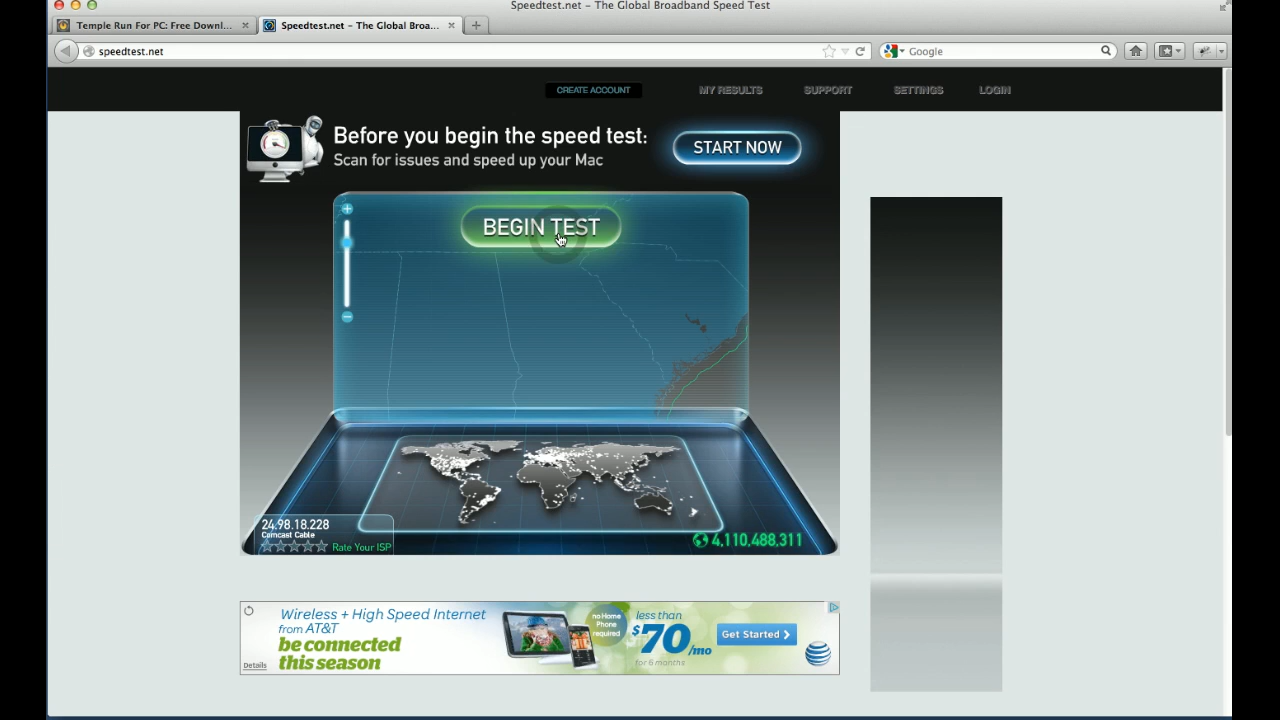 Speedtest.net – The Global Broadband Speed Test
Temple Run For PC: Free Downl...
Speedtest.net – The Global Broa...
speedtest.net
Google
CREATE ACCOUNT
MY RESULTS
SUPPORT
SETTINGS
LOGIN
Before you begin the speed test:
Scan for issues and speed up your Mac
START NOW
BEGIN TEST
24.98.18.228
Comcast Cable
Rate Your ISP
4,110,488,311
Wireless + High Speed Internet
from AT&T
be connected
this season
Details
no Home
Phone
required
less than
$70/mo
for 6 months
Get Started